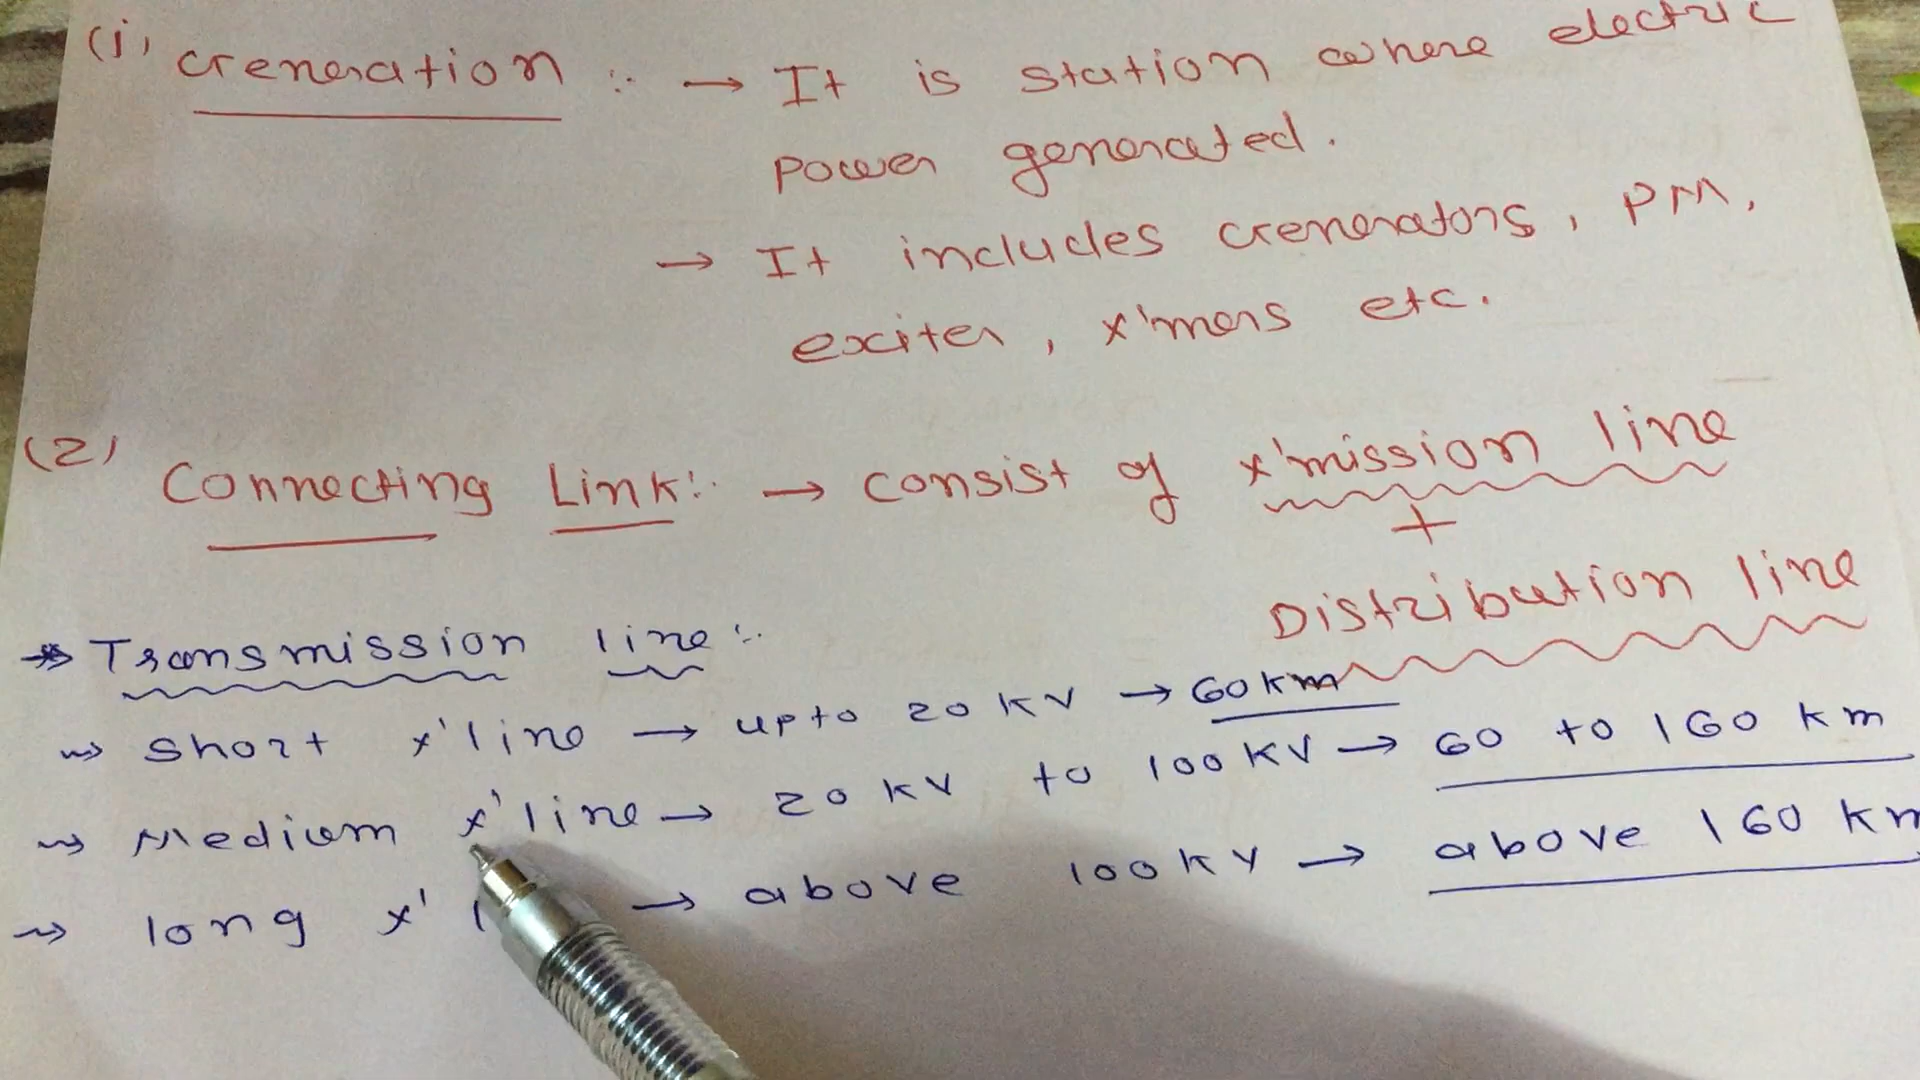 (i) Generation :- → It is station where electric
power generated.
→ It includes Generators, PM,
exciter, x'mers etc.
(2) Connecting Link :- → consist of x'mission line
+
Distribution line
→ Transmission line :-
→ short x'line → upto 20 KV → 60 km
→ Medium x'line → 20 KV to 100 KV → 60 to 160 km
→ long x' → above 100 KV → above 160 km